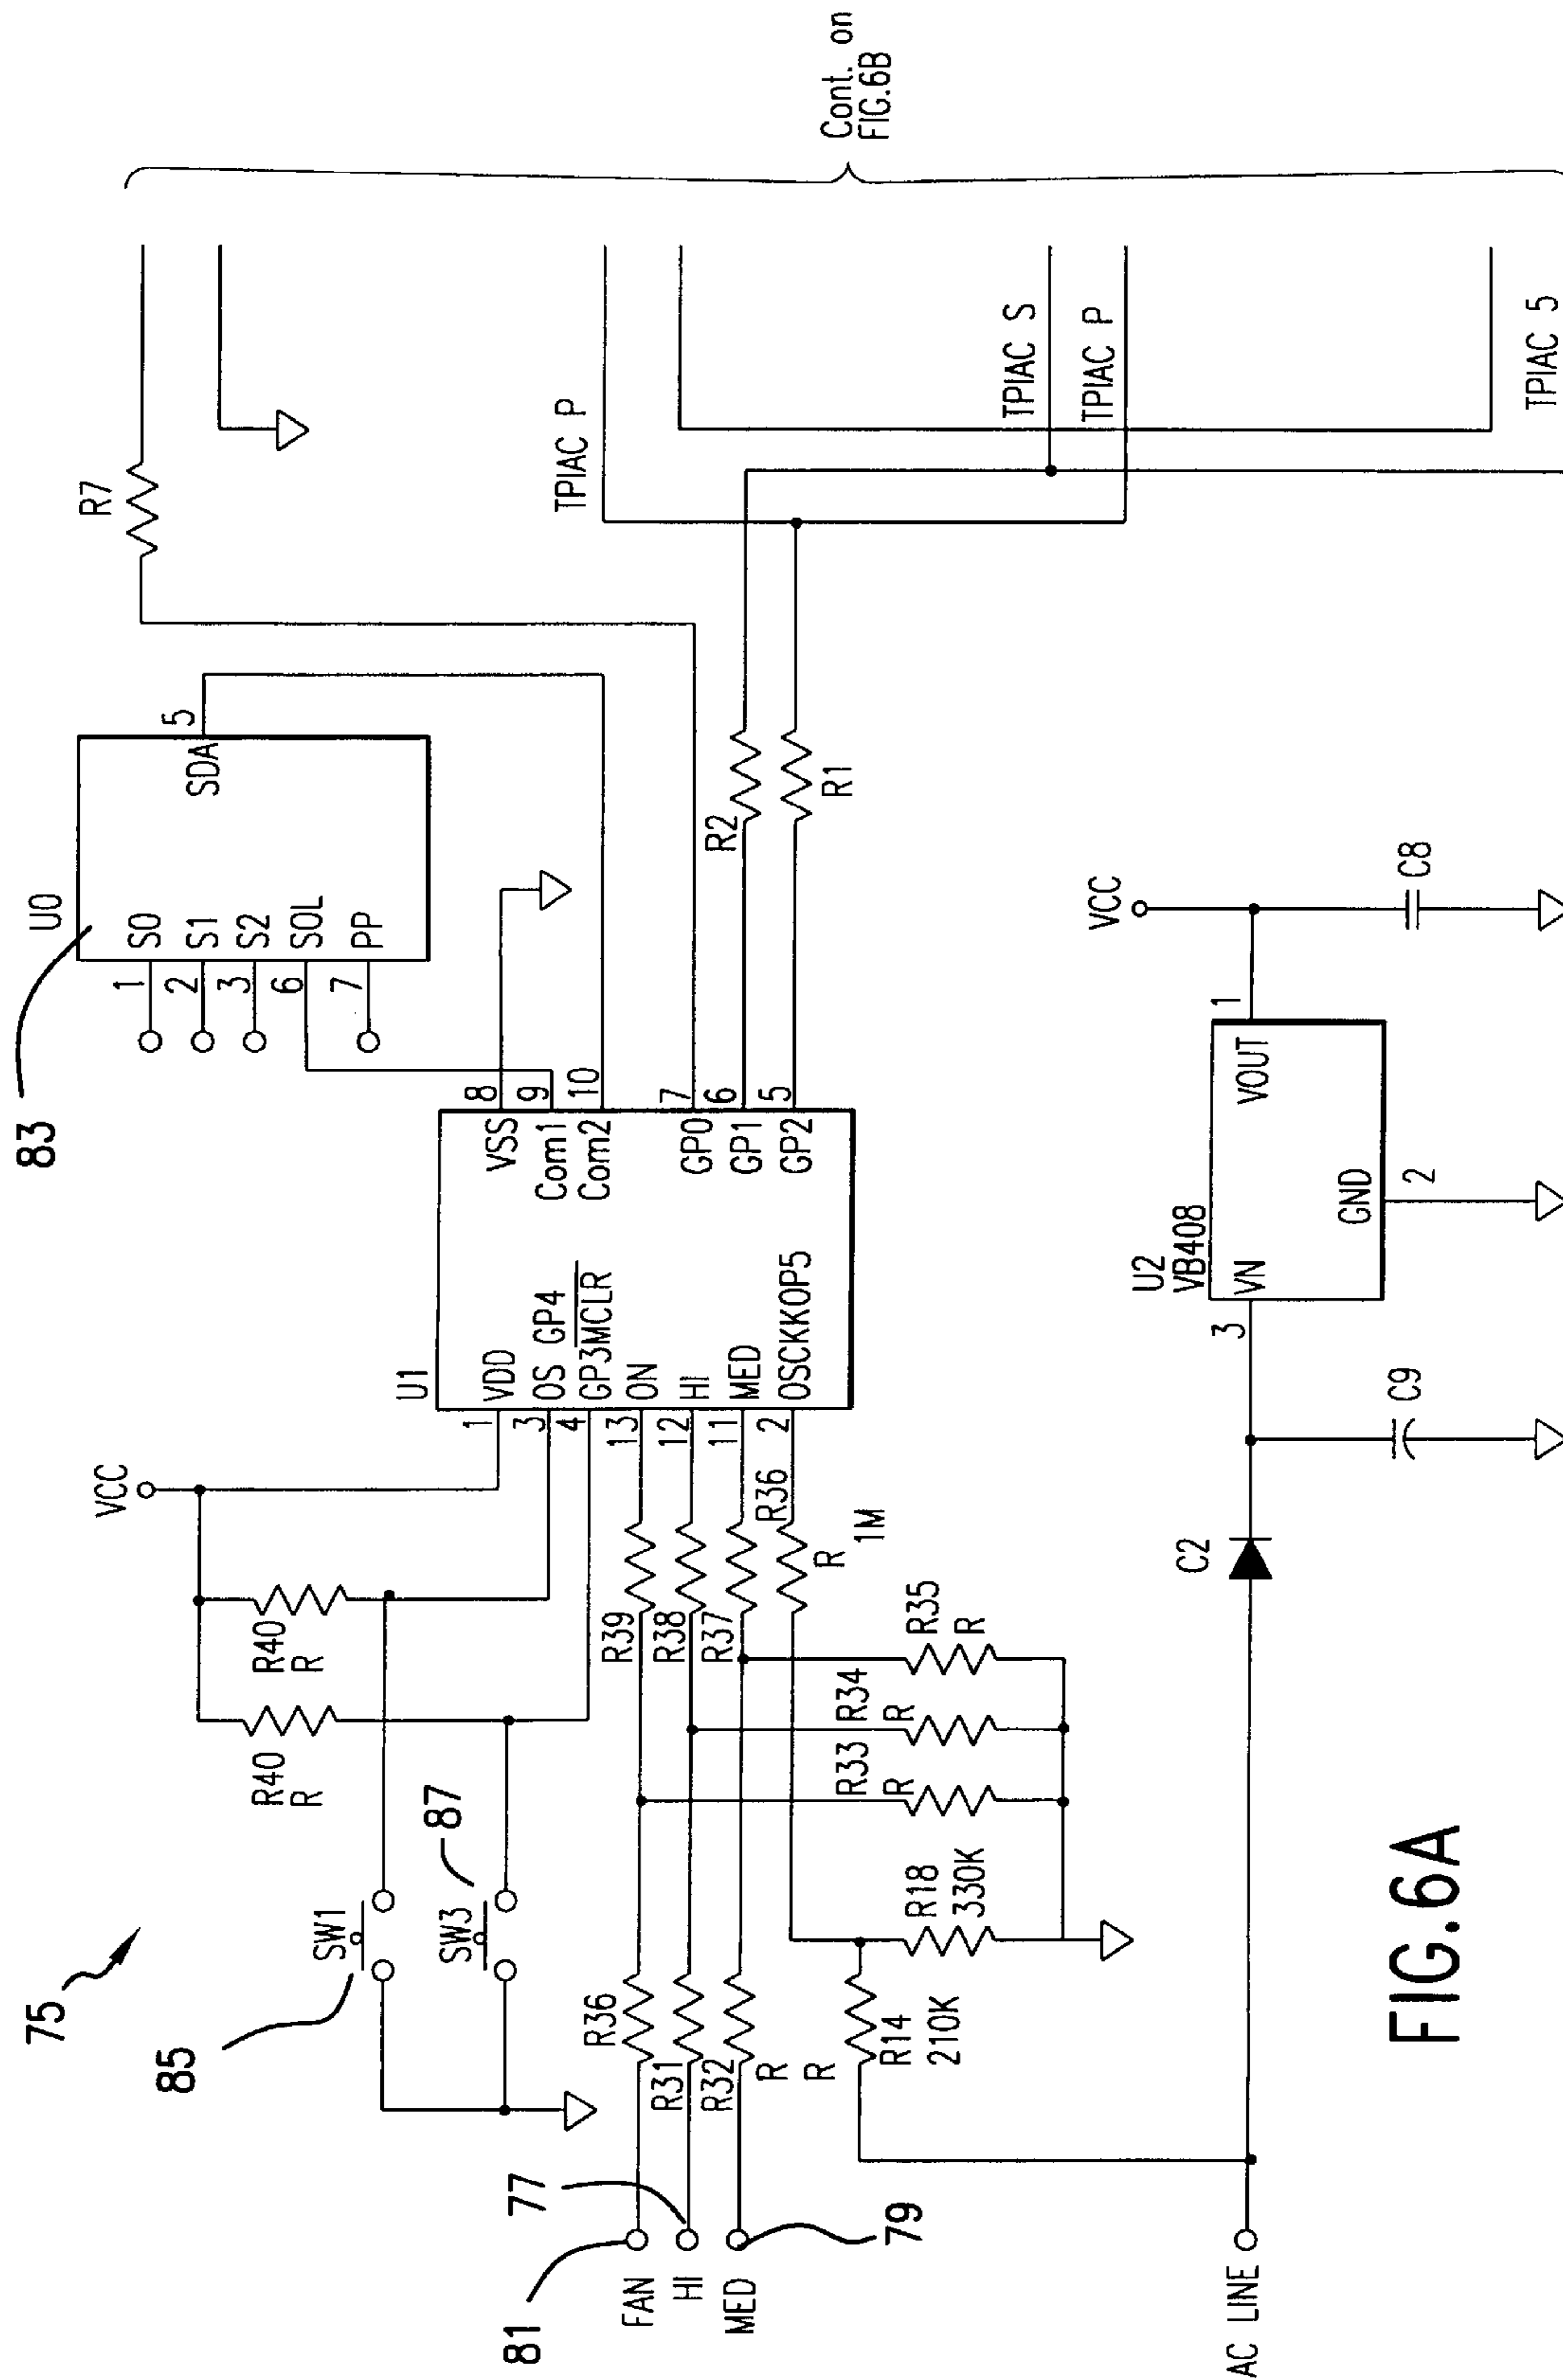 75
85
SW1
87
SW3
R40
R
R40
R
VCC
83
U0
1 S0
2 S1
3 S2
6 SOL
7 PP
SDA 5
R7
U1
1 VDD
3 OS GP4
4 GP3MCLR
13 ON
12 HI
11 MED
2 OSCKKOP5
VSS 8
Com1 9
Com2 10
GP0 7
GP1 6
GP2 5
81
77
79
FAN
HI
MED
R36
R31
R32
R
R
R14
210K
R18
330K
R33
R
R34
R
R35
R
R39
R38
R37
R36
R
1M
R2
R1
TPIAC P
TPIAC S
TPIAC P
TPIAC 5
Cont. on
FIG.6B
AC LINE
C2
C9
U2
VB408
3 VN
GND
2
VOUT 1
VCC
C8
FIG.6A